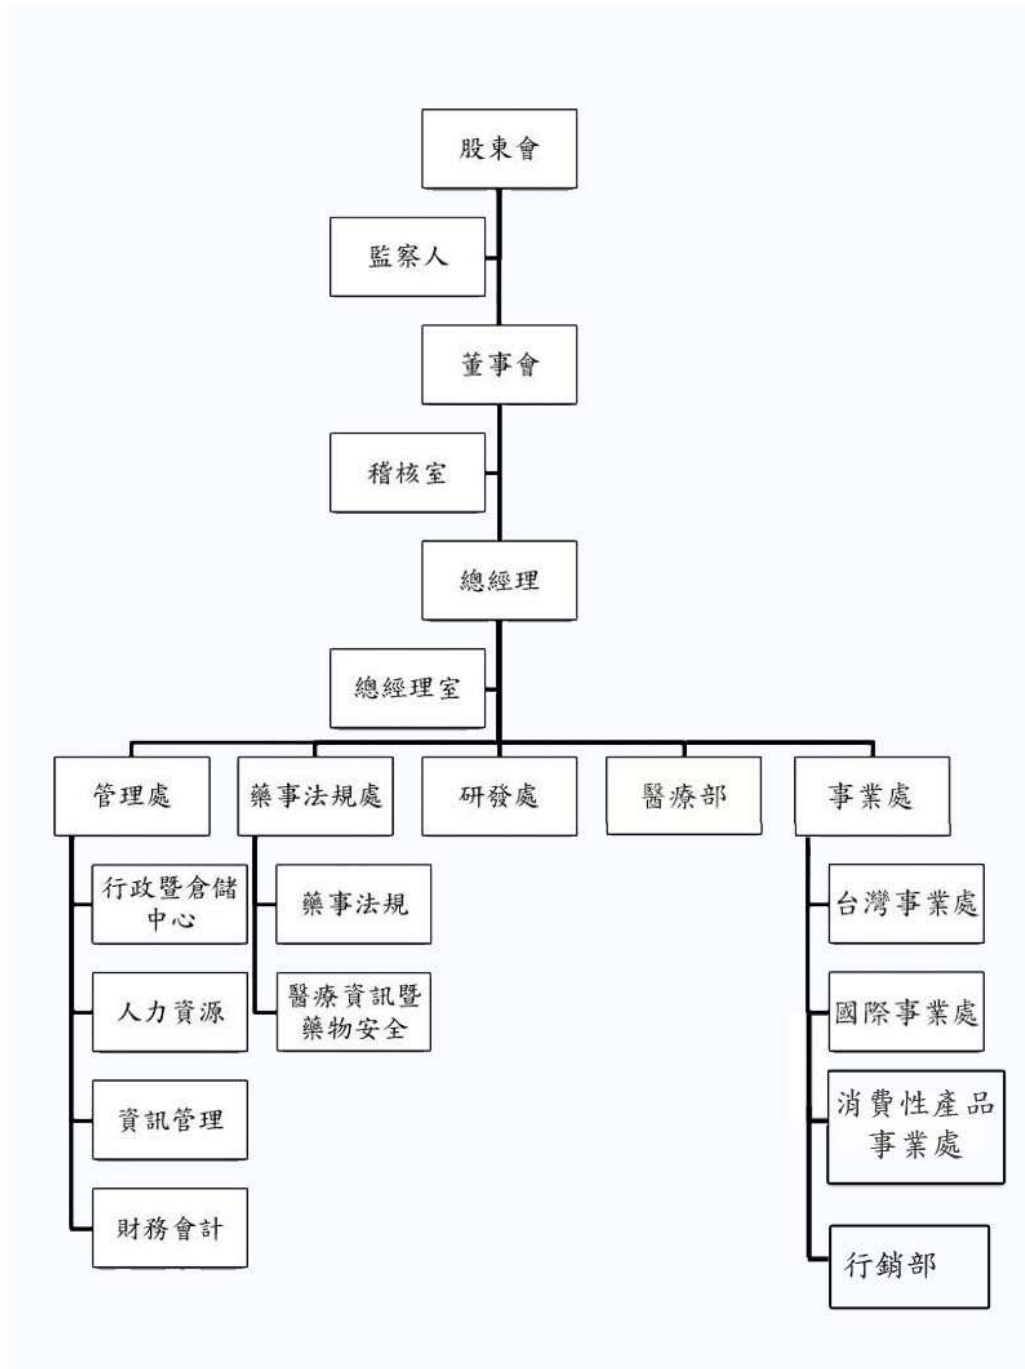 股東會
監察人
董事會
稽核室
總經理
總經理室
管理處
藥事法規處
研發處
醫療部
事業處
行政暨倉儲
中心
藥事法規
台灣事業處
人力資源
醫療資訊暨
藥物安全
國際事業處
資訊管理
消費性產品
事業處
財務會計
行銷部